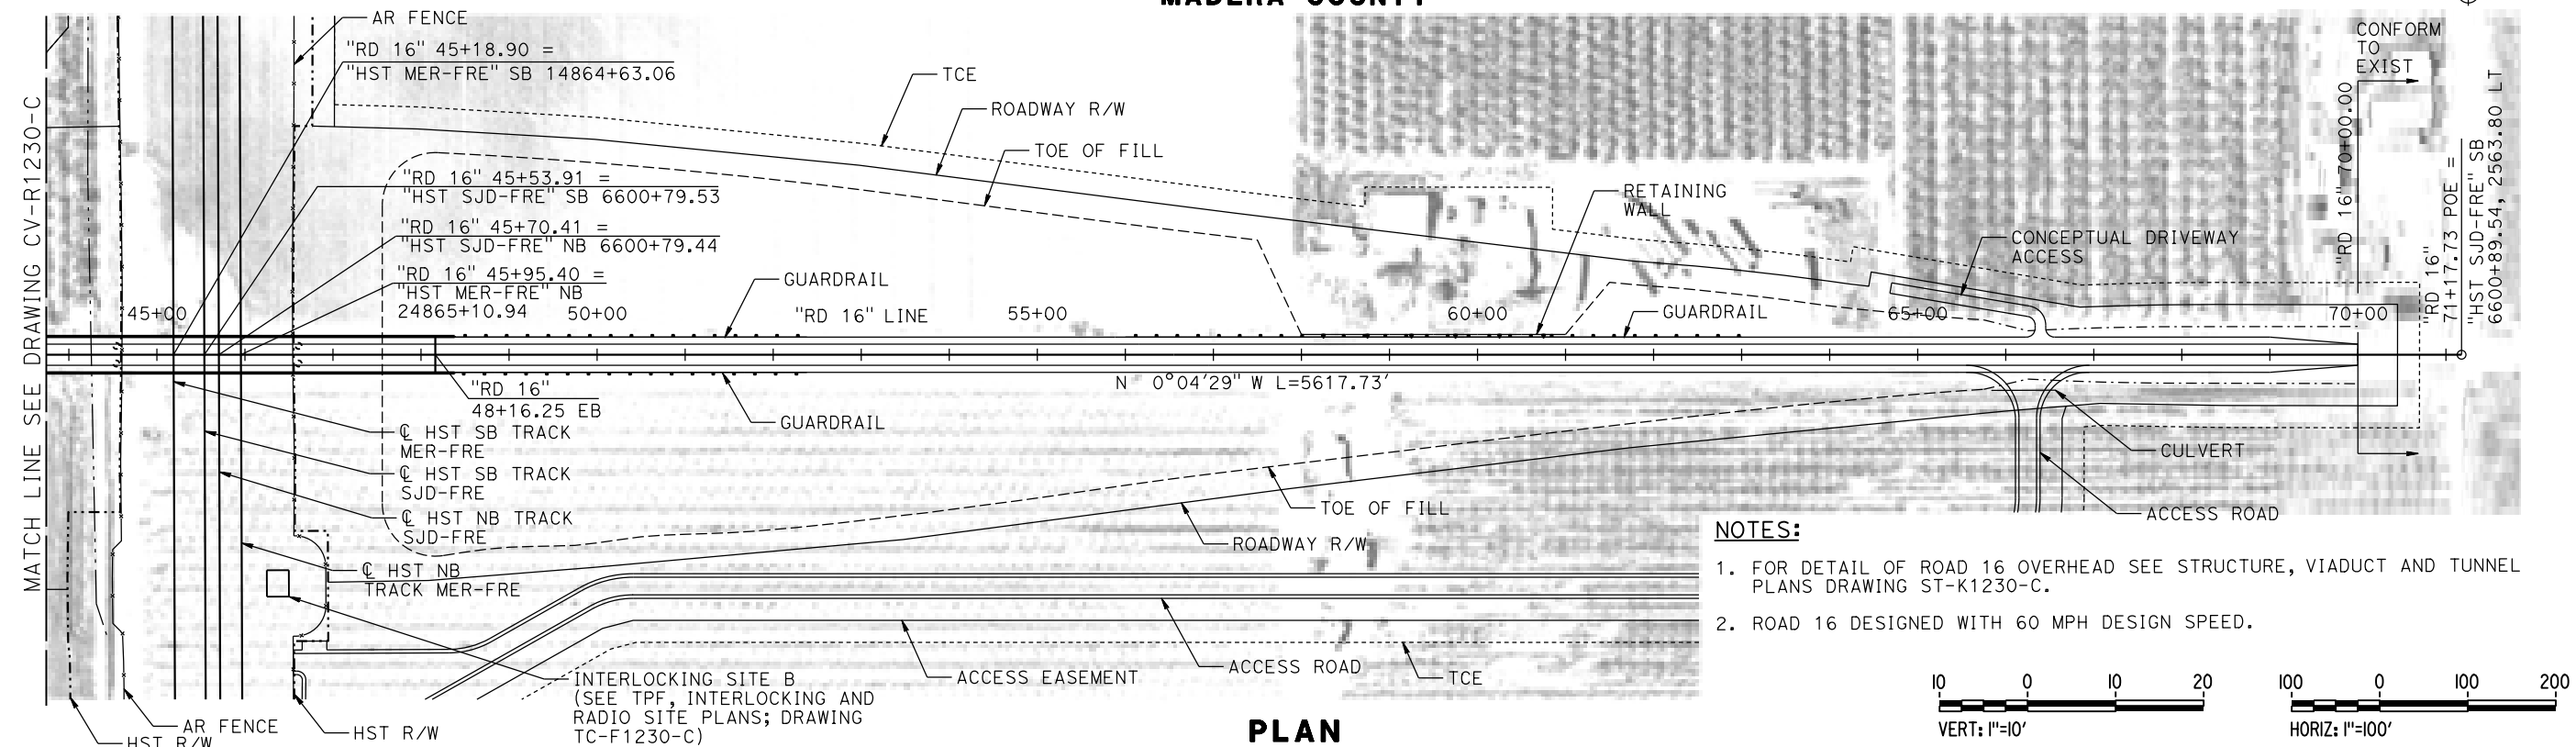 MADERA COUNTY
AR FENCE
"RD 16" 45+18.90 =
"HST MER-FRE" SB 14864+63.06
TCE
ROADWAY R/W
TOE OF FILL
"RD 16" 45+53.91 =
"HST SJD-FRE" SB 6600+79.53
"RD 16" 45+70.41 =
"HST SJD-FRE" NB 6600+79.44
"RD 16" 45+95.40 =
"HST MER-FRE" NB
24865+10.94
RETAINING
WALL
CONCEPTUAL DRIVEWAY
ACCESS
CONFORM
TO
EXIST
"RD 16" 70+00.00
"RD 16"
71+17.73 POE =
"HST SJD-FRE" SB
6600+89.54, 2563.80 LT
MATCH LINE SEE DRAWING CV-R1230-C
GUARDRAIL
45+00
50+00
"RD 16" LINE
55+00
60+00
GUARDRAIL
65+00
70+00
"RD 16"
48+16.25 EB
N 0°04'29" W L=5617.73'
GUARDRAIL
℄ HST SB TRACK
MER-FRE
℄ HST SB TRACK
SJD-FRE
℄ HST NB TRACK
SJD-FRE
℄ HST NB
TRACK MER-FRE
CULVERT
ACCESS ROAD
TOE OF FILL
ROADWAY R/W
ACCESS ROAD
ACCESS EASEMENT
TCE
INTERLOCKING SITE B
(SEE TPF, INTERLOCKING AND
RADIO SITE PLANS; DRAWING
TC-F1230-C)
AR FENCE
HST R/W
HST R/W
NOTES:
1. FOR DETAIL OF ROAD 16 OVERHEAD SEE STRUCTURE, VIADUCT AND TUNNEL
PLANS DRAWING ST-K1230-C.
2. ROAD 16 DESIGNED WITH 60 MPH DESIGN SPEED.
10 0 10 20
VERT: 1"=10'
100 0 100 200
HORIZ: 1"=100'
PLAN